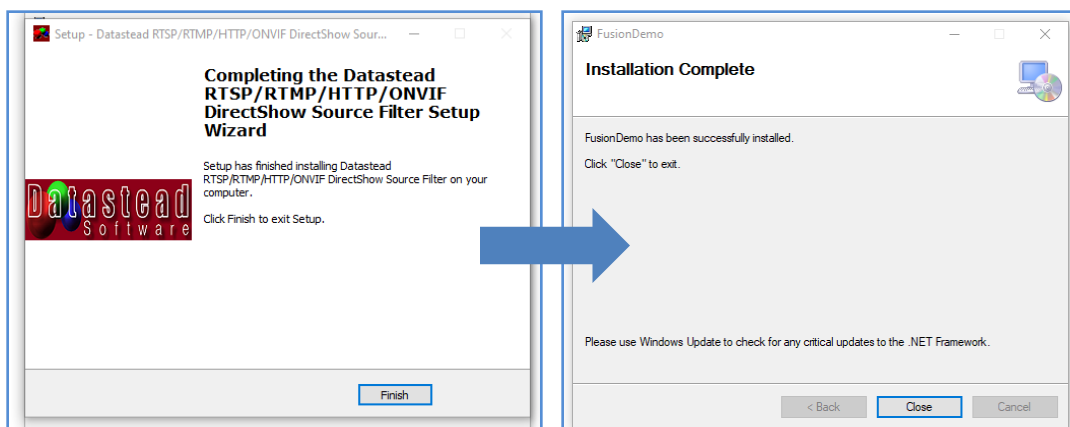 Setup - Datastead RTSP/RTMP/HTTP/ONVIF DirectShow Sour...
Completing the Datastead
RTSP/RTMP/HTTP/ONVIF
DirectShow Source Filter Setup
Wizard
Setup has finished installing Datastead
RTSP/RTMP/HTTP/ONVIF DirectShow Source Filter on your
computer.
Click Finish to exit Setup.
Datastead
Software
Finish
FusionDemo
Installation Complete
FusionDemo has been successfully installed.
Click "Close" to exit.
Please use Windows Update to check for any critical updates to the .NET Framework.
< Back
Close
Cancel